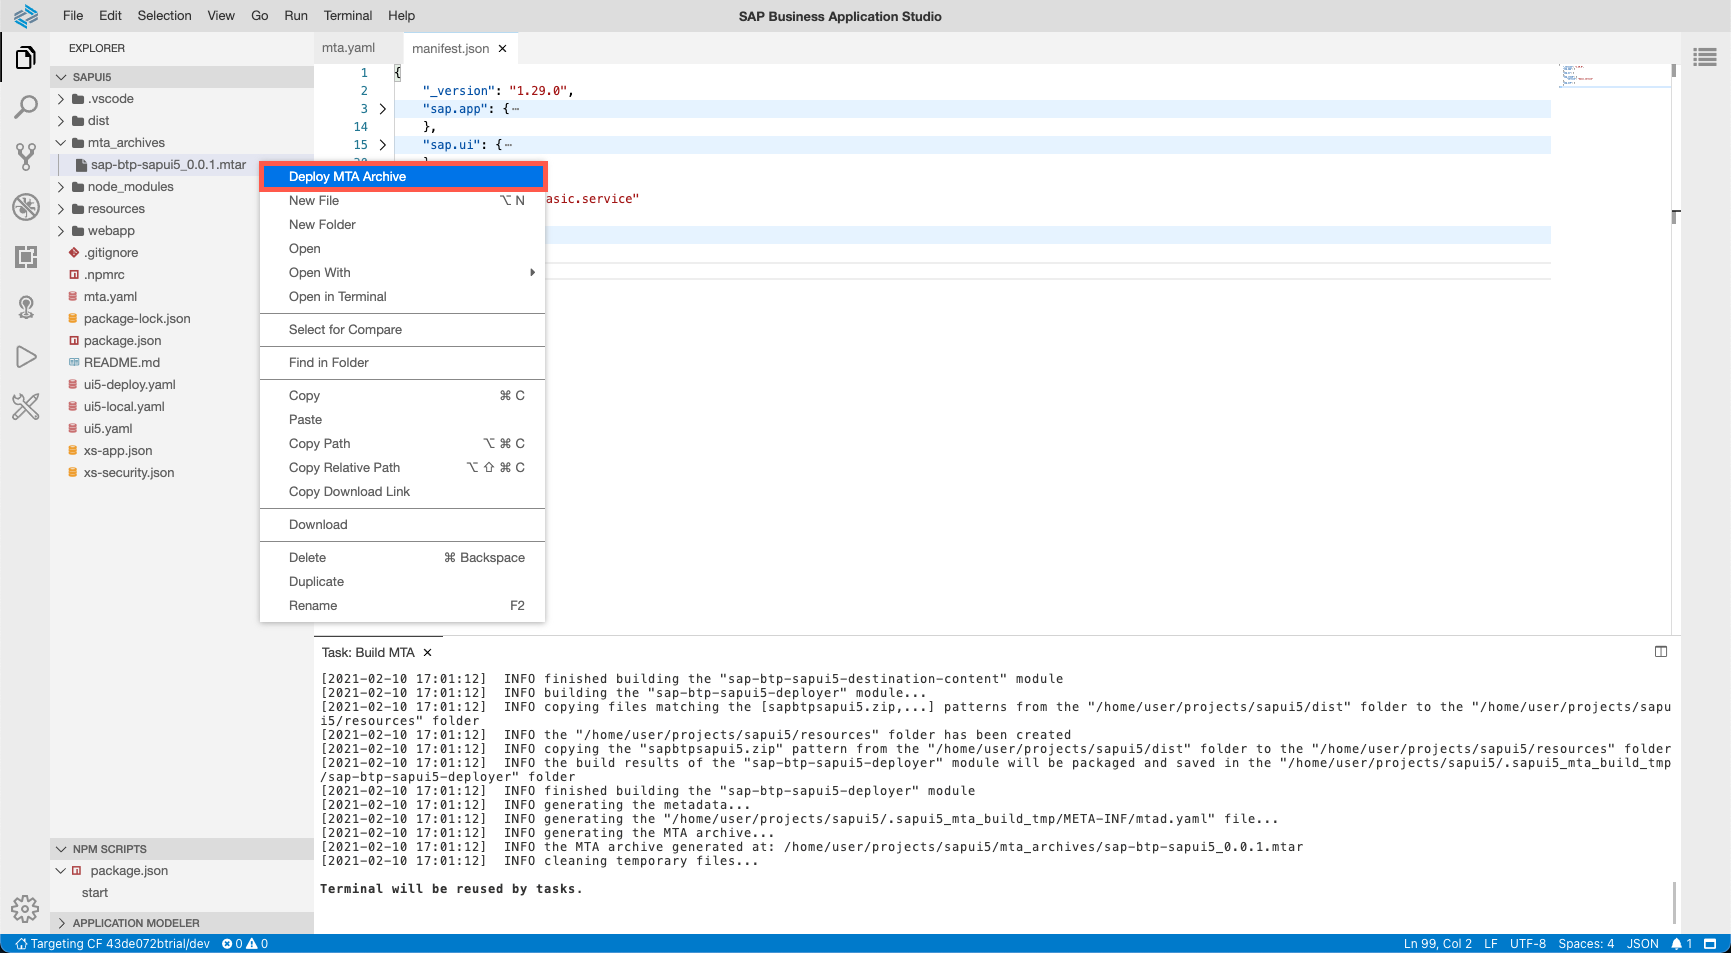 File Edit Selection View Go Run Terminal Help
SAP Business Application Studio
EXPLORER
SAPUI5
.vscode
dist
mta_archives
sap-btp-sapui5_0.0.1.mtar
node_modules
resources
webapp
.gitignore
.npmrc
mta.yaml
package-lock.json
package.json
README.md
ui5-deploy.yaml
ui5-local.yaml
ui5.yaml
xs-app.json
xs-security.json
NPM SCRIPTS
package.json
start
APPLICATION MODELER
mta.yaml
manifest.json ×
1 {
2 "_version": "1.29.0",
3 "sap.app": {⋯
14 },
15 "sap.ui": {⋯
asic.service"
Deploy MTA Archive
New File ⌥ N
New Folder
Open
Open With
Open in Terminal
Select for Compare
Find in Folder
Copy ⌘ C
Paste
Copy Path ⌥ ⌘ C
Copy Relative Path ⌥ ⇧ ⌘ C
Copy Download Link
Download
Delete ⌘ Backspace
Duplicate
Rename F2
Task: Build MTA ×
[2021-02-10 17:01:12] INFO finished building the "sap-btp-sapui5-destination-content" module
[2021-02-10 17:01:12] INFO building the "sap-btp-sapui5-deployer" module...
[2021-02-10 17:01:12] INFO copying files matching the [sapbtpsapui5.zip,...] patterns from the "/home/user/projects/sapui5/dist" folder to the "/home/user/projects/sapu
i5/resources" folder
[2021-02-10 17:01:12] INFO the "/home/user/projects/sapui5/resources" folder has been created
[2021-02-10 17:01:12] INFO copying the "sapbtpsapui5.zip" pattern from the "/home/user/projects/sapui5/dist" folder to the "/home/user/projects/sapui5/resources" folder
[2021-02-10 17:01:12] INFO the build results of the "sap-btp-sapui5-deployer" module will be packaged and saved in the "/home/user/projects/sapui5/.sapui5_mta_build_tmp
/sap-btp-sapui5-deployer" folder
[2021-02-10 17:01:12] INFO finished building the "sap-btp-sapui5-deployer" module
[2021-02-10 17:01:12] INFO generating the metadata...
[2021-02-10 17:01:12] INFO generating the "/home/user/projects/sapui5/.sapui5_mta_build_tmp/META-INF/mtad.yaml" file...
[2021-02-10 17:01:12] INFO generating the MTA archive...
[2021-02-10 17:01:12] INFO the MTA archive generated at: /home/user/projects/sapui5/mta_archives/sap-btp-sapui5_0.0.1.mtar
[2021-02-10 17:01:12] INFO cleaning temporary files...
Terminal will be reused by tasks.
Targeting CF 43de072btrial/dev 0 0
Ln 99, Col 2 LF UTF-8 Spaces: 4 JSON 1